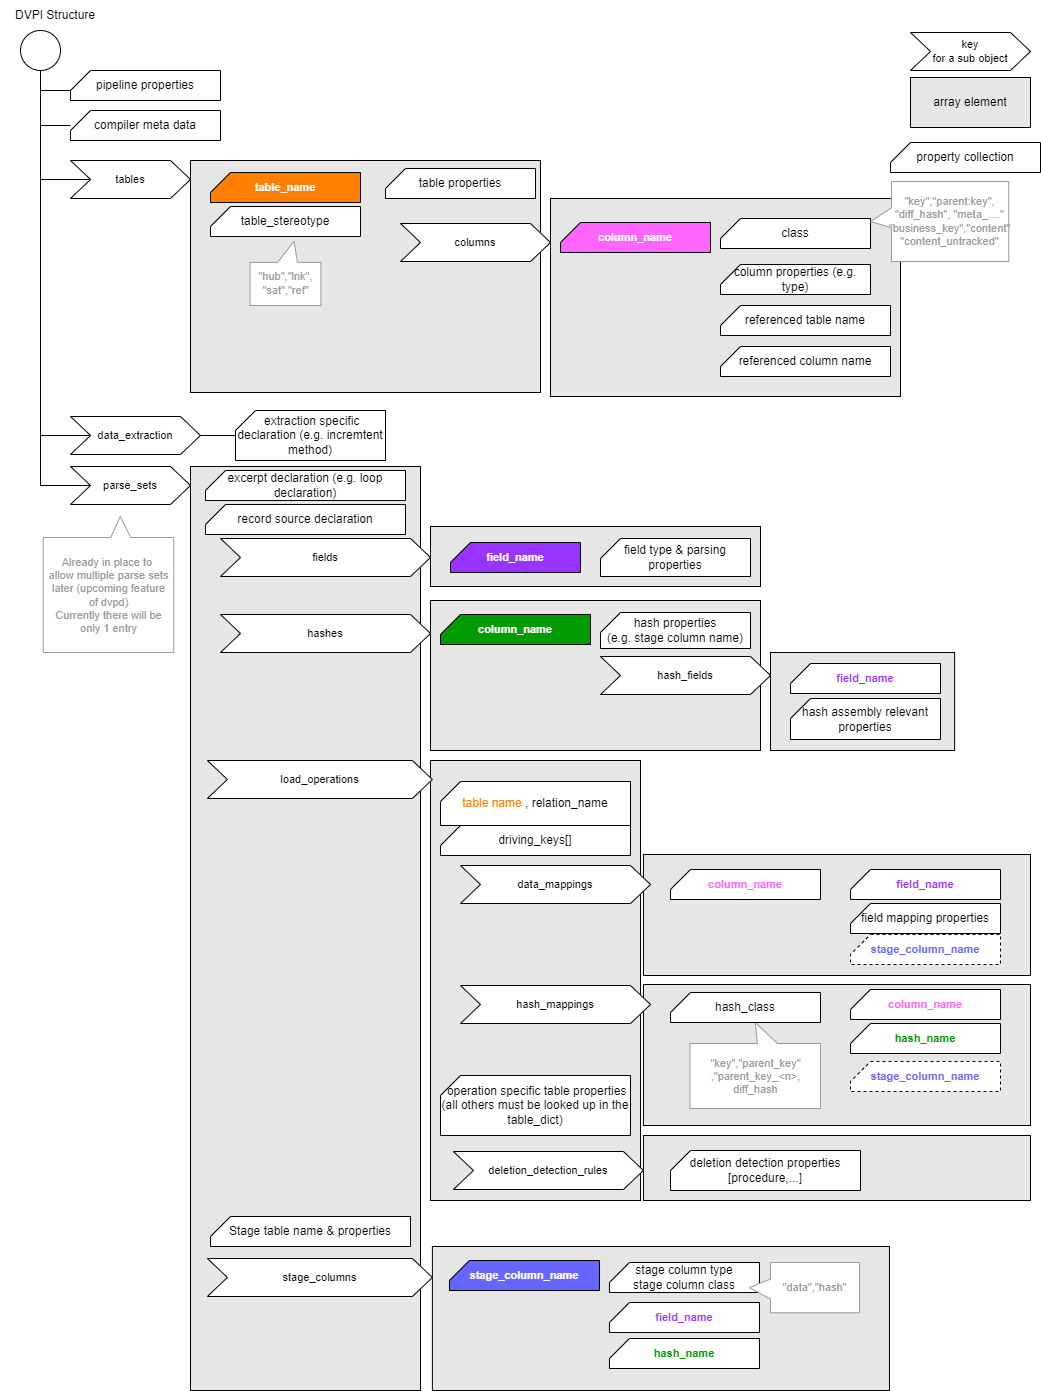 DVPI Structure
key
for a sub object
array element
property collection
pipeline properties
compiler meta data
tables
table_name
table_stereotype
"hub","lnk",
"sat","ref"
table properties
columns
column_name
class
"key","parent:key",
"diff_hash", "meta_...."
"business_key","content"
"content_untracked"
column properties (e.g.
type)
referenced table name
referenced column name
data_extraction
extraction specific
declaration (e.g. incremtent
method)
parse_sets
Already in place to
allow multiple parse sets
later (upcoming feature
of dvpd)
Currently there will be
only 1 entry
excerpt declaration (e.g. loop
declaration)
record source declaration
fields
field_name
field type & parsing
properties
hashes
column_name
hash properties
(e.g. stage column name)
hash_fields
field_name
hash assembly relevant
properties
load_operations
table name , relation_name
driving_keys[]
data_mappings
column_name
field_name
field mapping properties
stage_column_name
hash_mappings
hash_class
"key","parent_key"
,"parent_key_<n>,
diff_hash
column_name
hash_name
stage_column_name
operation specific table properties
(all others must be looked up in the
table_dict)
deletion_detection_rules
deletion detection properties
[procedure,...]
Stage table name & properties
stage_columns
stage_column_name
stage column type
stage column class
"data","hash"
field_name
hash_name